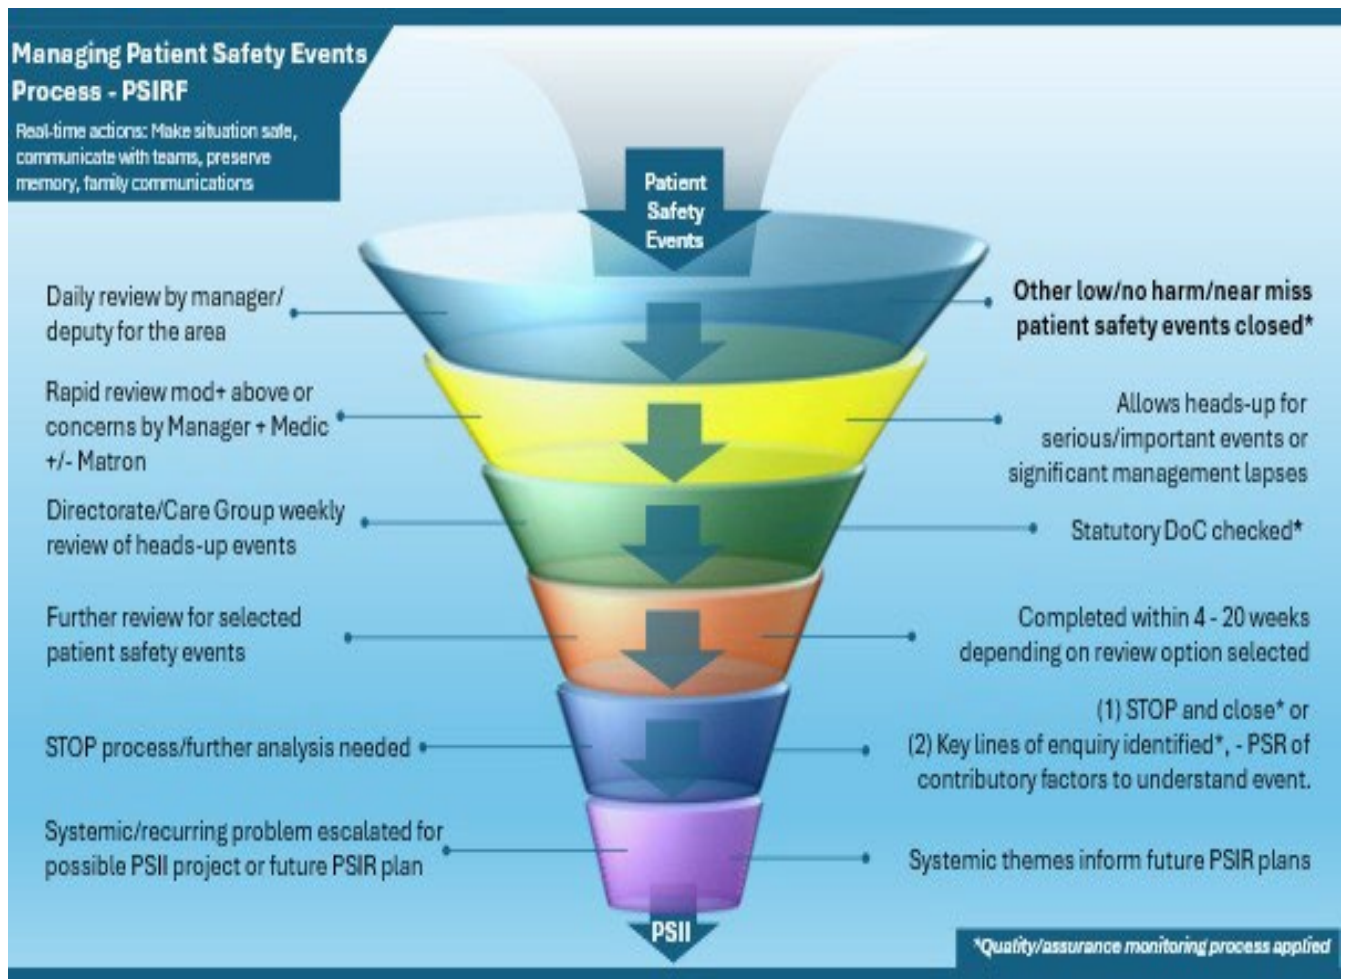 Managing Patient Safety Events
Process - PSIRF
Real-time actions: Make situation safe,
communicate with teams, preserve
memory, family communications
Patient
Safety
Events
Daily review by manager/
deputy for the area
Other low/no harm/near miss
patient safety events closed*
Rapid review mod+ above or
concerns by Manager + Medic
+/- Matron
Allows heads-up for
serious/important events or
significant management lapses
Directorate/Care Group weekly
review of heads-up events
Statutory DoC checked*
Further review for selected
patient safety events
Completed within 4 - 20 weeks
depending on review option selected
STOP process/further analysis needed
(1) STOP and close* or
(2) Key lines of enquiry identified*, - PSR of
contributory factors to understand event.
Systemic/recurring problem escalated for
possible PSII project or future PSIR plan
Systemic themes inform future PSIR plans
PSII
*Quality/assurance monitoring process applied